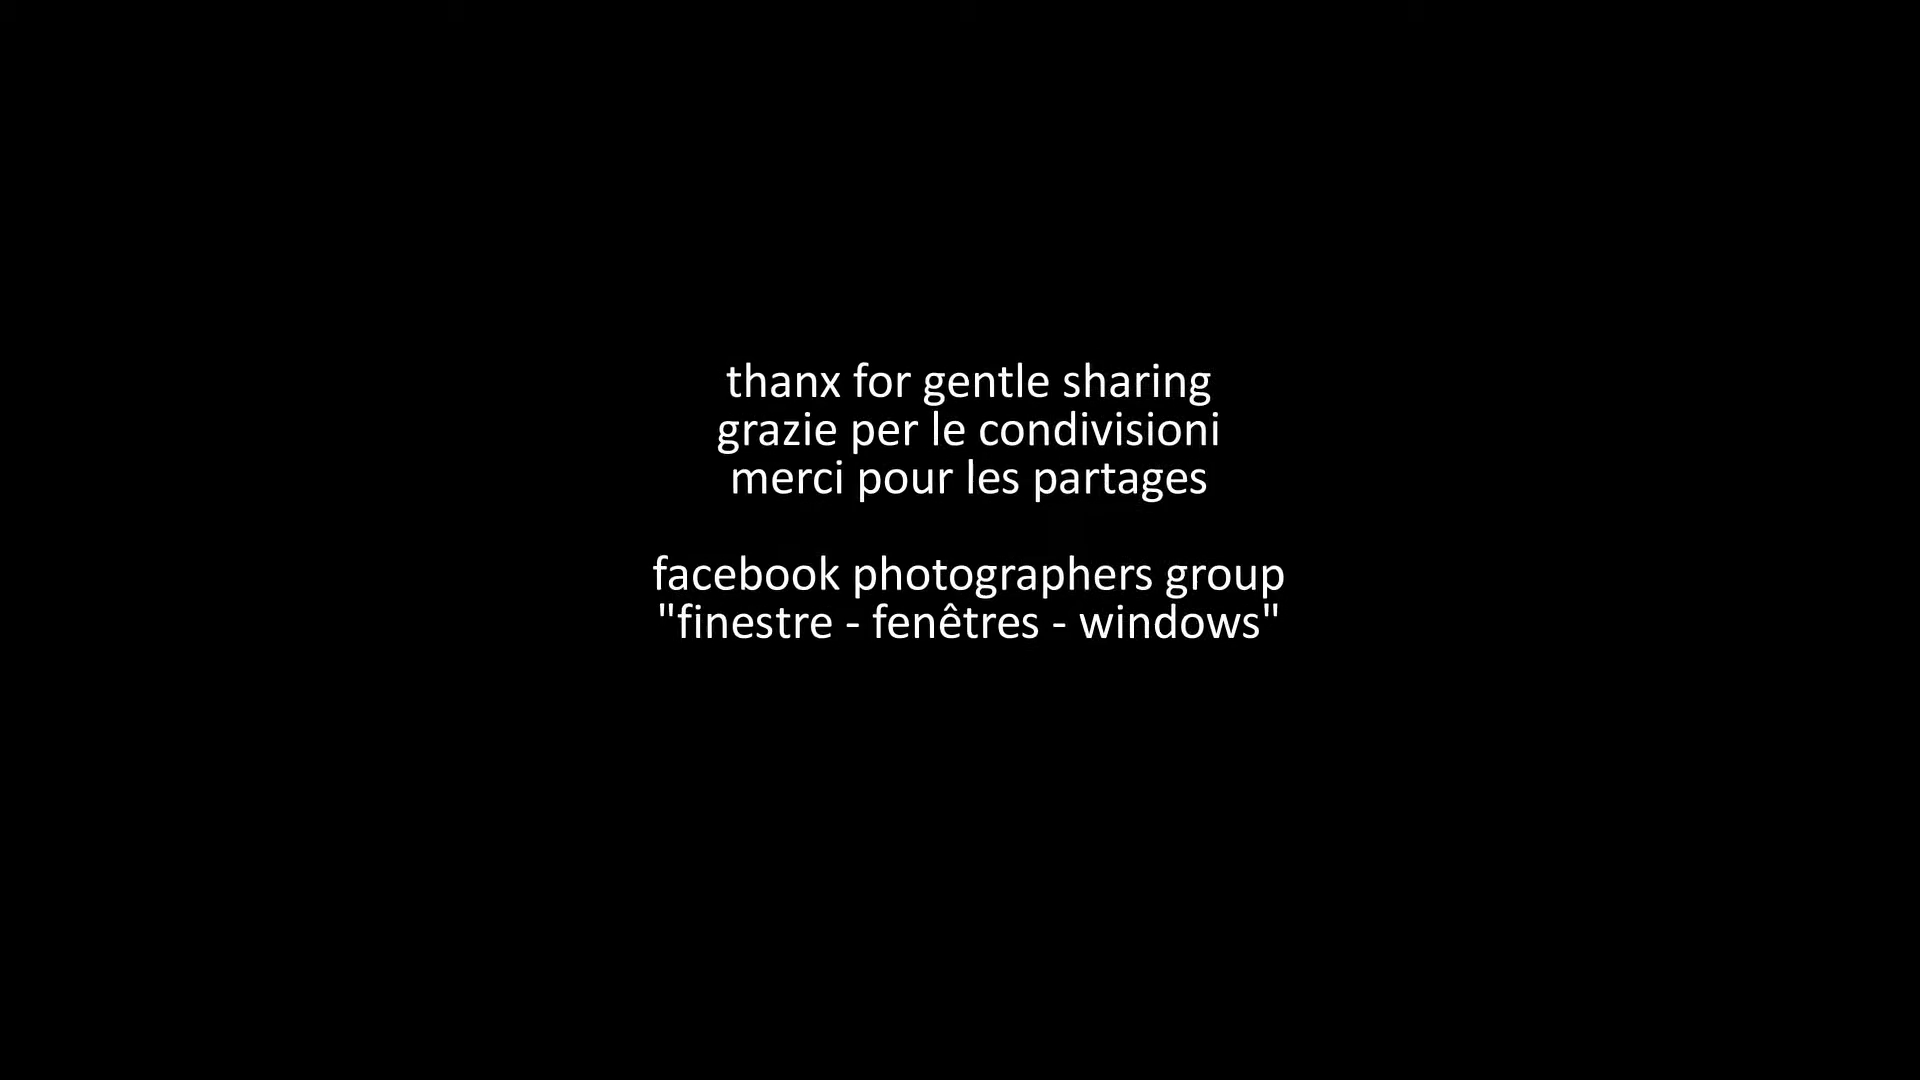 thanx for gentle sharing
grazie per le condivisioni
merci pour les partages
facebook photographers group
"finestre - fenêtres - windows"